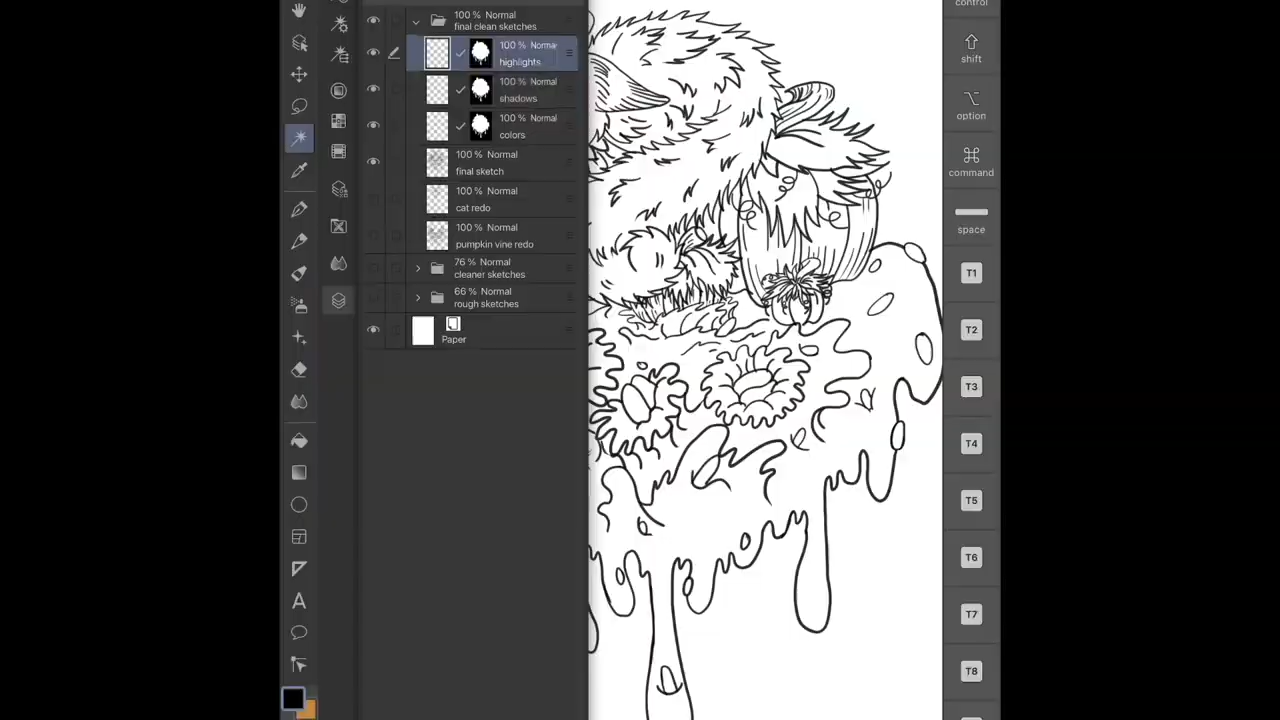 100 % Normal
final clean sketches
100 % Norma
highlights
100 % Normal
shadows
100 % Normal
colors
100 % Normal
final sketch
100 % Normal
cat redo
100 % Normal
pumpkin vine redo
76 % Normal
cleaner sketches
66 % Normal
rough sketches
Paper
A
control
shift
option
command
space
T1
T2
T3
T4
T5
T6
T7
T8